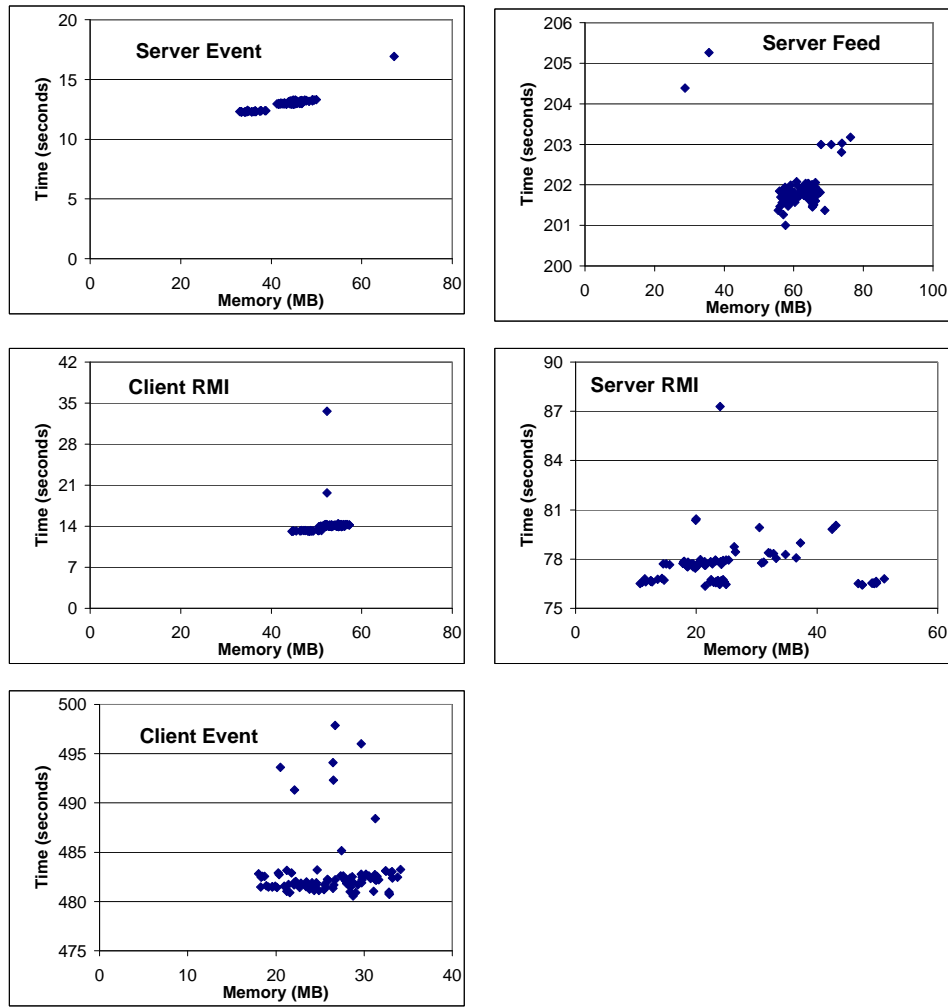 Server Event
Time (seconds)
20
15
10
5
0
0 20 40 60 80
Memory (MB)
Server Feed
Time (seconds)
206
205
204
203
202
201
200
0 20 40 60 80 100
Memory (MB)
Client RMI
Time (seconds)
42
35
28
21
14
7
0
0 20 40 60 80
Memory (MB)
Server RMI
Time (seconds)
90
87
84
81
78
75
0 20 40 60
Memory (MB)
Client Event
Time (seconds)
500
495
490
485
480
475
0 10 20 30 40
Memory (MB)